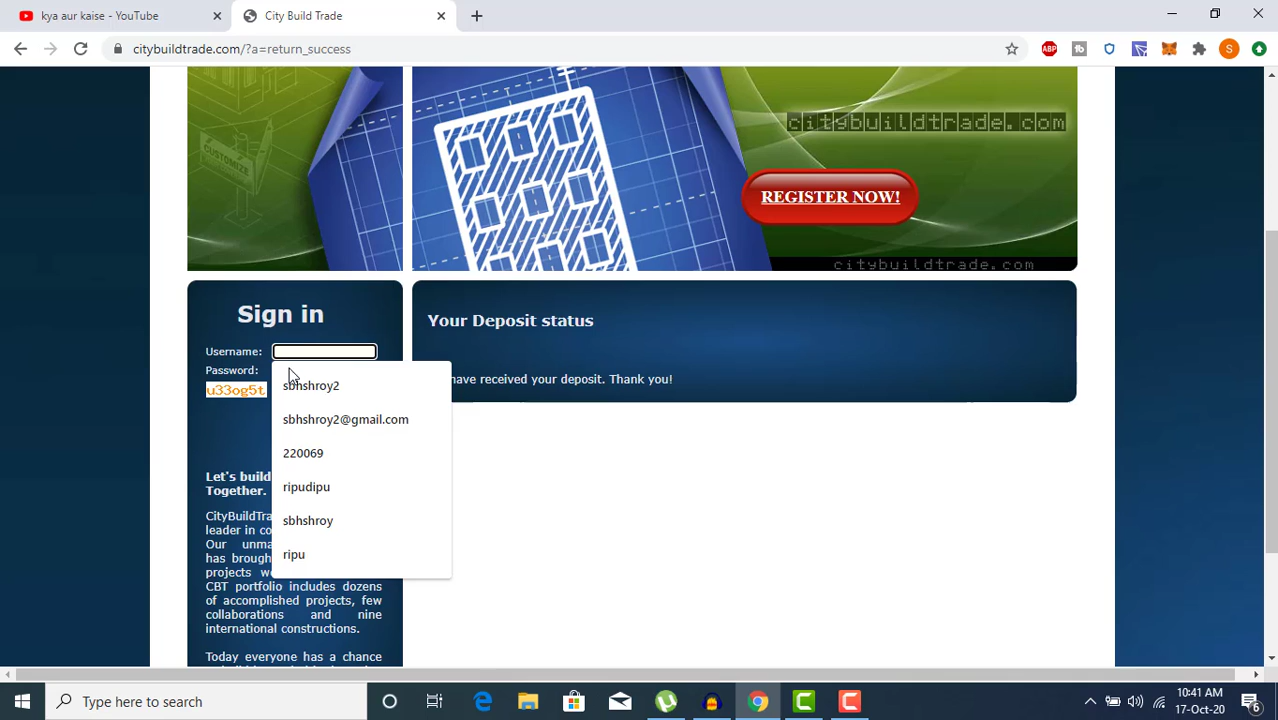 kya aur kaise - YouTube
City Build Trade
citybuildtrade.com/?a=return_success
ABP
S
CUSTOMIZE
citybuildtrade.com
REGISTER NOW!
citybuildtrade.com
Sign in
Username:
Password:
u33og5t
sbhshroy2
sbhshroy2@gmail.com
220069
ripudipu
sbhshroy
ripu
Your Deposit status
have received your deposit. Thank you!
Let's build
Together.
CityBuildTra
leader in co
Our unma
has brough
projects w
CBT portfolio includes dozens
of accomplished projects, few
collaborations and nine
international constructions.
Today everyone has a chance
Type here to search
10:41 AM
17-Oct-20
6